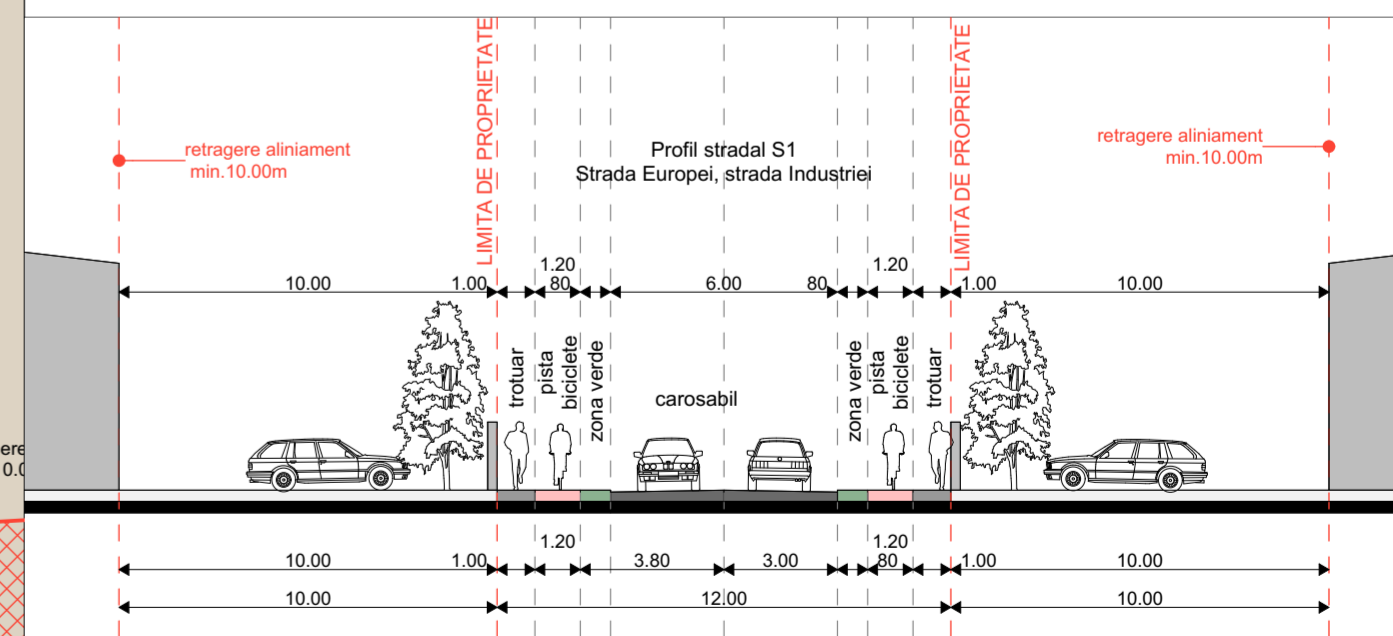 LIMITA DE PROPRIETATE
LIMITA DE PROPRIETATE
retragere aliniament
min.10.00m
Profil stradal S1
Strada Europei, strada Industriei
retragere aliniament
min.10.00m
1.20
1.20
10.00 1.00 80 6.00 80 1.00 10.00
trotuar
pista
biciclete
zona verde
carosabil
zona verde
pista
biciclete
trotuar
ere
1.20
1.20
10.00 1.00 3.80 3.00 80 1.00 10.00
10.00 12.00 10.00